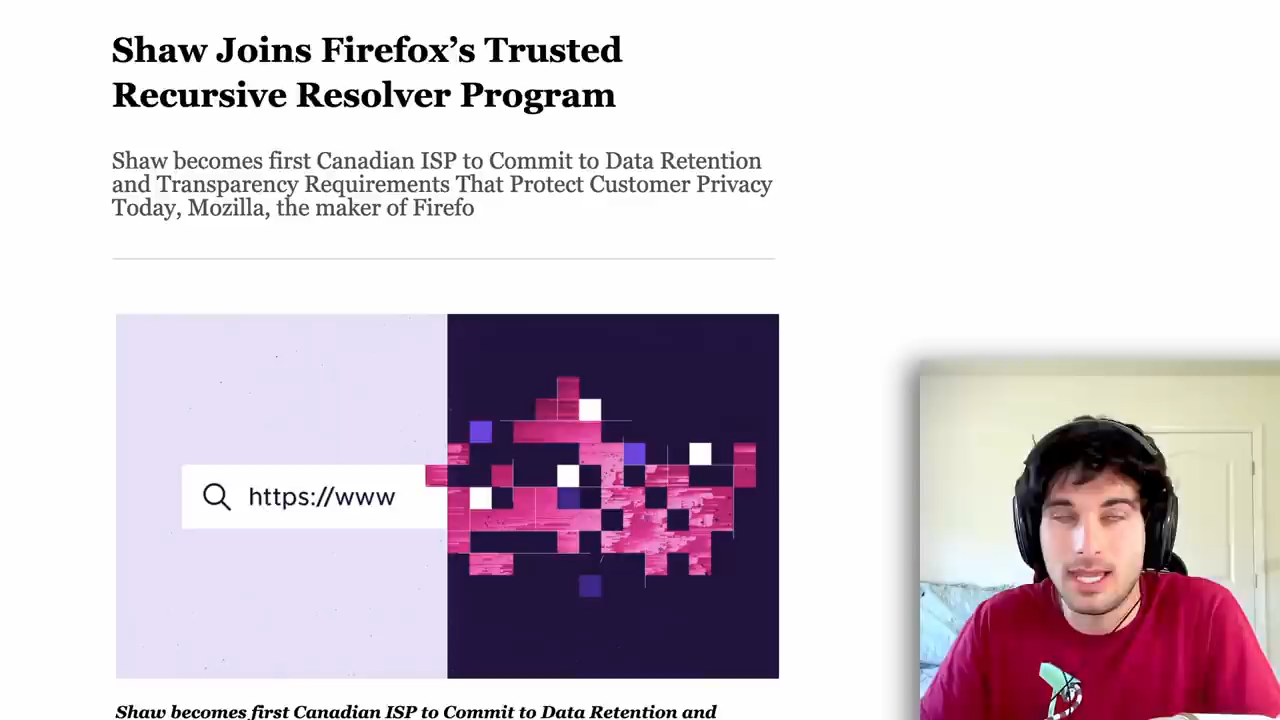 Shaw Joins Firefox’s Trusted
Recursive Resolver Program
Shaw becomes first Canadian ISP to Commit to Data Retention
and Transparency Requirements That Protect Customer Privacy
Today, Mozilla, the maker of Firefo
https://www
Shaw becomes first Canadian ISP to Commit to Data Retention and